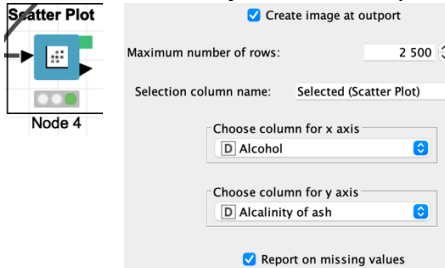 Scatter Plot
Node 4
Create image at outport
Maximum number of rows:
2 500
Selection column name:
Selected (Scatter Plot)
Choose column for x axis
D Alcohol
Choose column for y axis
D Alcalinity of ash
Report on missing values